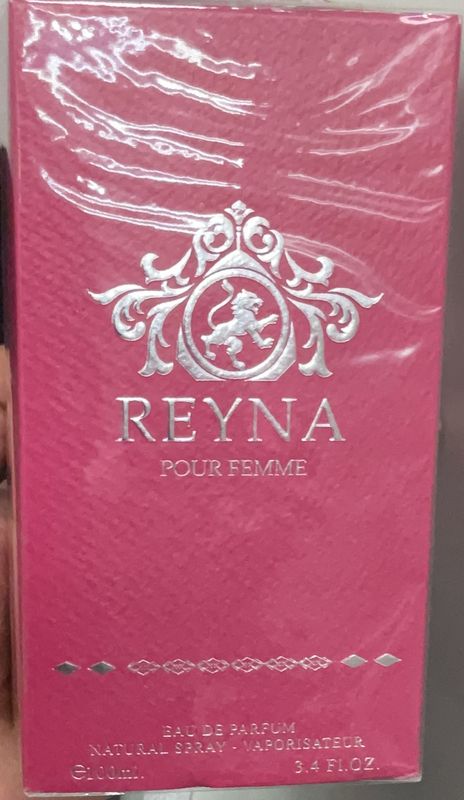 REYNA
POUR FEMME
EAU DE PARFUM
NATURAL SPRAY - VAPORISATEUR
℮100ml. 3.4 Fl.OZ.